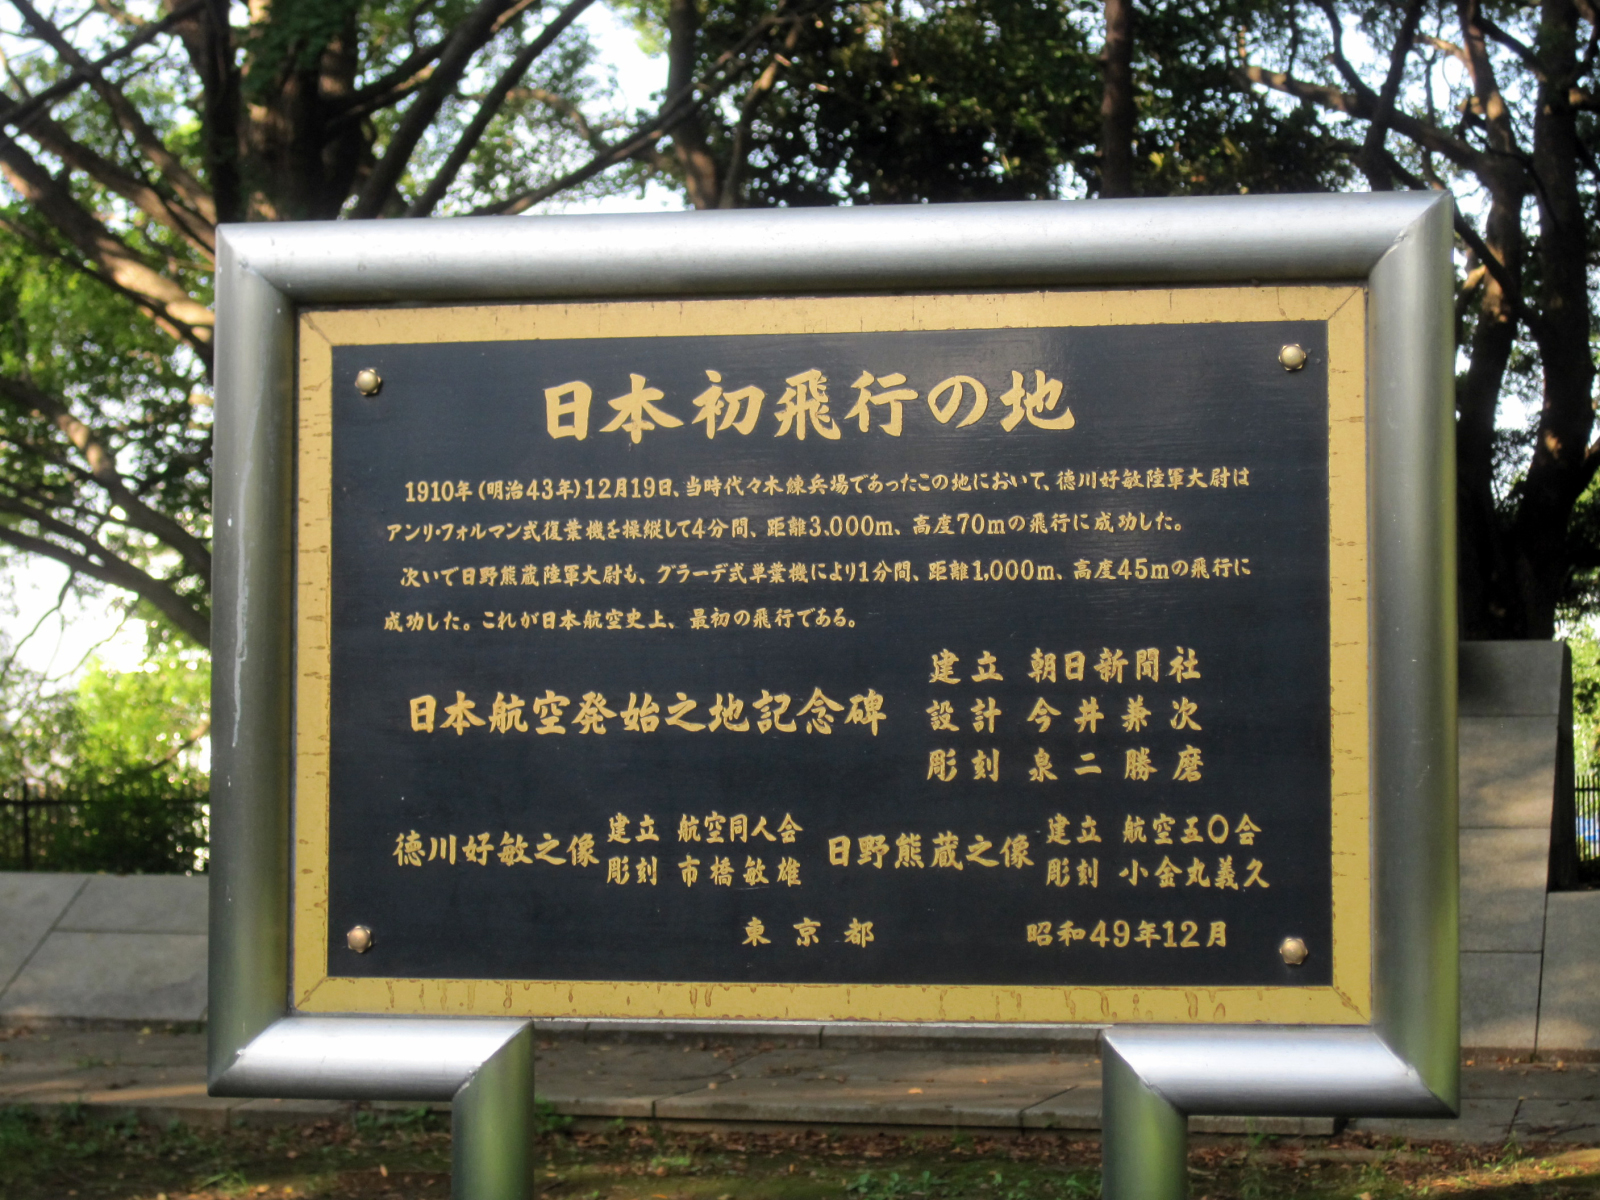 日本初飛行の地
1910年(明治43年)12月19日、当時代々木練兵場であったこの地において、徳川好敏陸軍大尉は
アンリ・フォルマン式復葉機を操縦して4分間、距離3,000m、高度70mの飛行に成功した。
次いで日野熊蔵陸軍大尉も、グラーデ式単葉機により1分間、距離1,000m、高度45mの飛行に
成功した。これが日本航空史上、最初の飛行である。
日本航空発始之地記念碑
建立 朝日新聞社
設計 今井兼次
彫刻 泉二勝磨
徳川好敏之像
建立 航空同人会
彫刻 市橋敏雄
日野熊蔵之像
建立 航空五〇会
彫刻 小金丸義久
東京都 昭和49年12月